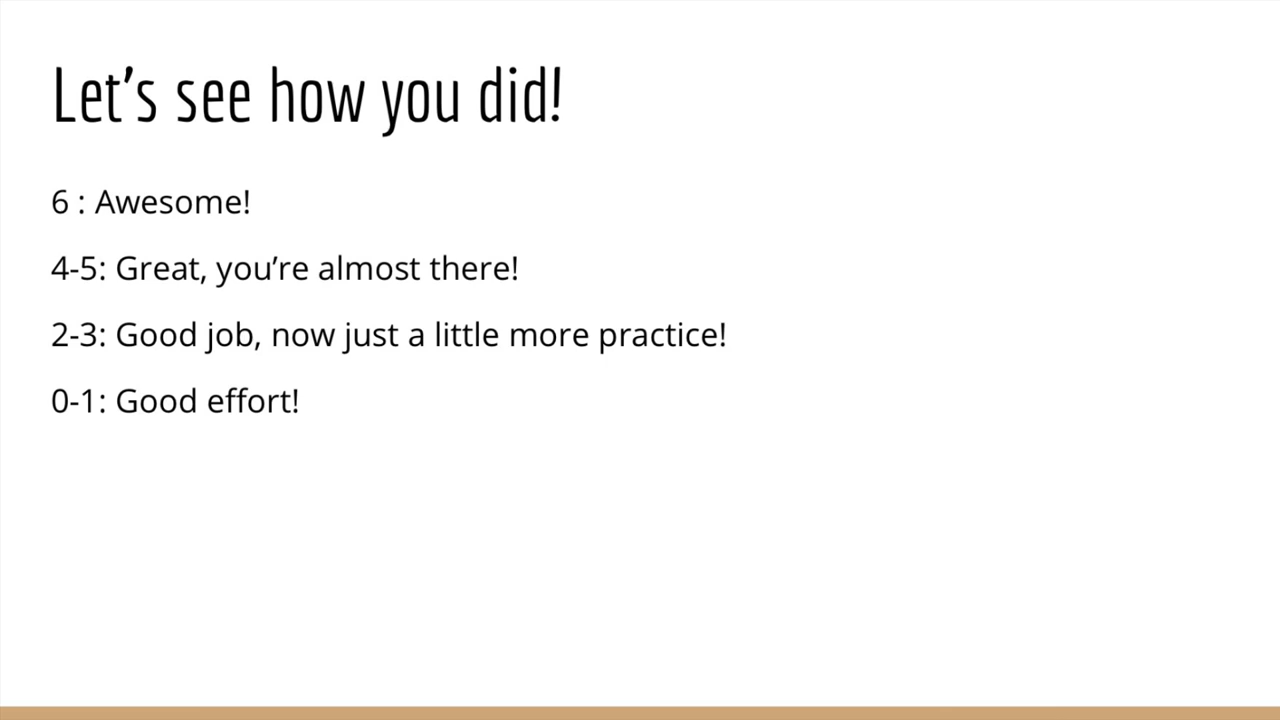 Let’s see how you did!
6 : Awesome!
4-5: Great, you’re almost there!
2-3: Good job, now just a little more practice!
0-1: Good effort!